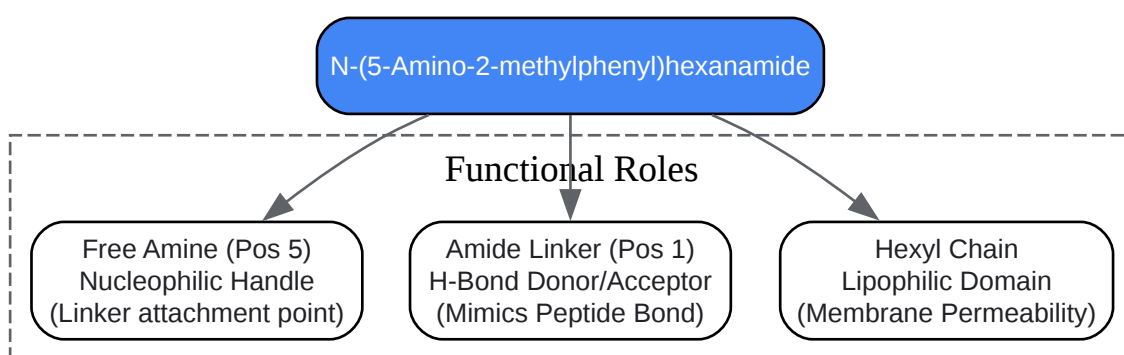 N-(5-Amino-2-methylphenyl)hexanamide
Functional Roles
Free Amine (Pos 5)
Nucleophilic Handle
(Linker attachment point)
Amide Linker (Pos 1)
H-Bond Donor/Acceptor
(Mimics Peptide Bond)
Hexyl Chain
Lipophilic Domain
(Membrane Permeability)